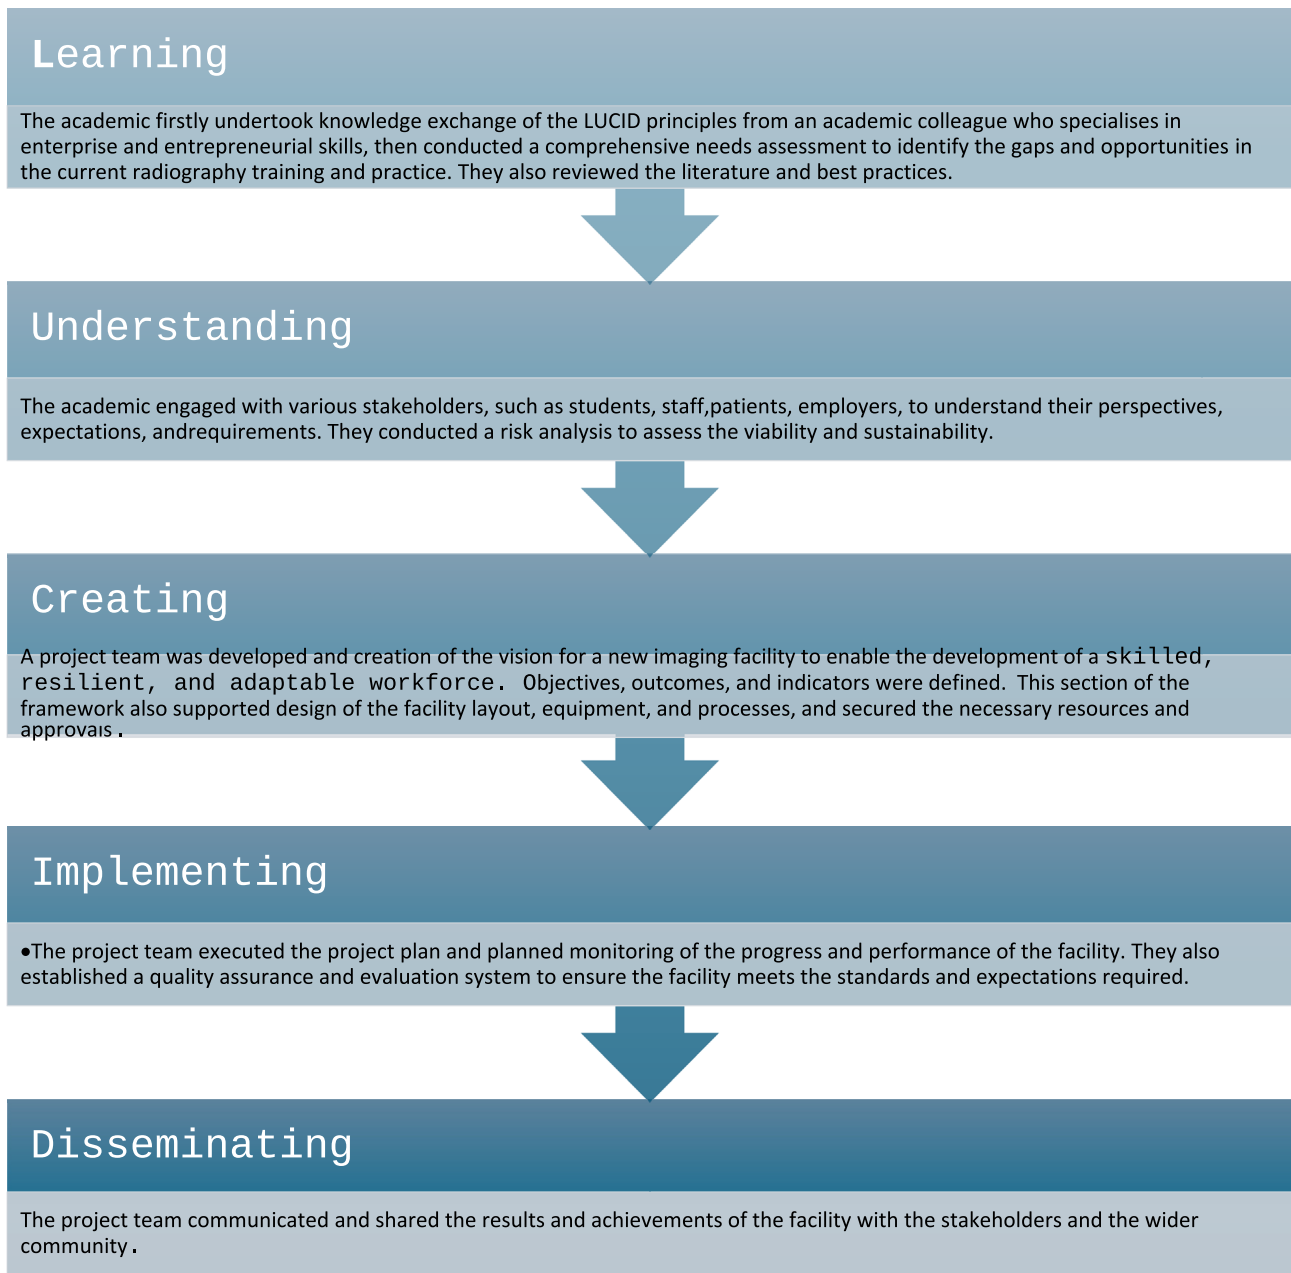 Learning
The academic firstly undertook knowledge exchange of the LUCID principles from an academic colleague who specialises in
enterprise and entrepreneurial skills, then conducted a comprehensive needs assessment to identify the gaps and opportunities in
the current radiography training and practice. They also reviewed the literature and best practices.
Understanding
The academic engaged with various stakeholders, such as students, staff,patients, employers, to understand their perspectives,
expectations, andrequirements. They conducted a risk analysis to assess the viability and sustainability.
Creating
A project team was developed and creation of the vision for a new imaging facility to enable the development of a skilled,
resilient, and adaptable workforce. Objectives, outcomes, and indicators were defined. This section of the
framework also supported design of the facility layout, equipment, and processes, and secured the necessary resources and
approvals.
Implementing
•The project team executed the project plan and planned monitoring of the progress and performance of the facility. They also
established a quality assurance and evaluation system to ensure the facility meets the standards and expectations required.
Disseminating
The project team communicated and shared the results and achievements of the facility with the stakeholders and the wider
community.